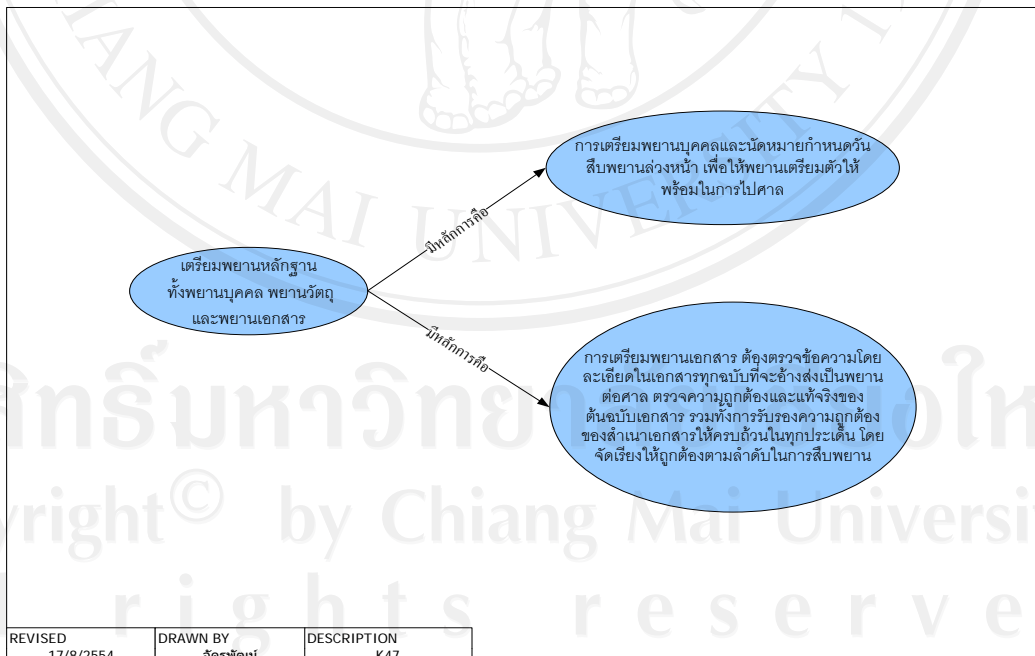 การเตรียมพยานบุคคลและนัดหมายกำหนดวัน
สืบพยานล่วงหน้า เพื่อให้พยานเตรียมตัวให้
พร้อมในการไปศาล
มีหลักการคือ
เตรียมพยานหลักฐาน
ทั้งพยานบุคคล พยานวัตถุ
และพยานเอกสาร
มีหลักการคือ
การเตรียมพยานเอกสาร ต้องตรวจข้อความโดย
ละเอียดในเอกสารทุกฉบับที่จะอ้างส่งเป็นพยาน
ต่อศาล ตรวจความถูกต้องและแท้จริงของ
ต้นฉบับเอกสาร รวมทั้งการรับรองความถูกต้อง
ของสำเนาเอกสารให้ครบถ้วนในทุกประเด็น โดย
จัดเรียงให้ถูกต้องตามลำดับในการสืบพยาน
MAI UNIVERSITY
by Chiang Mai
rights
REVISED DRAWN BY DESCRIPTION
17/8/2554 K47